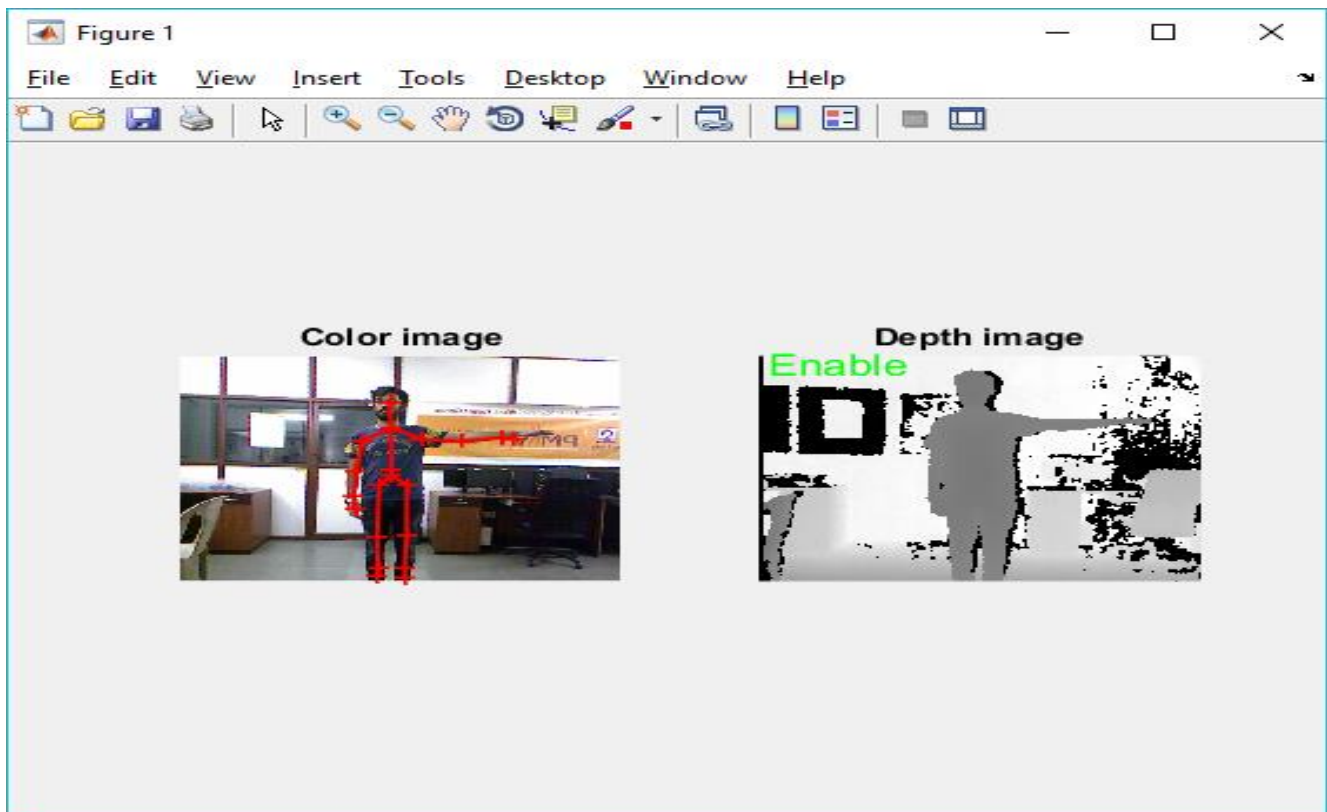 Figure 1
File Edit View Insert Tools Desktop Window Help
Color image
Depth image
Enable